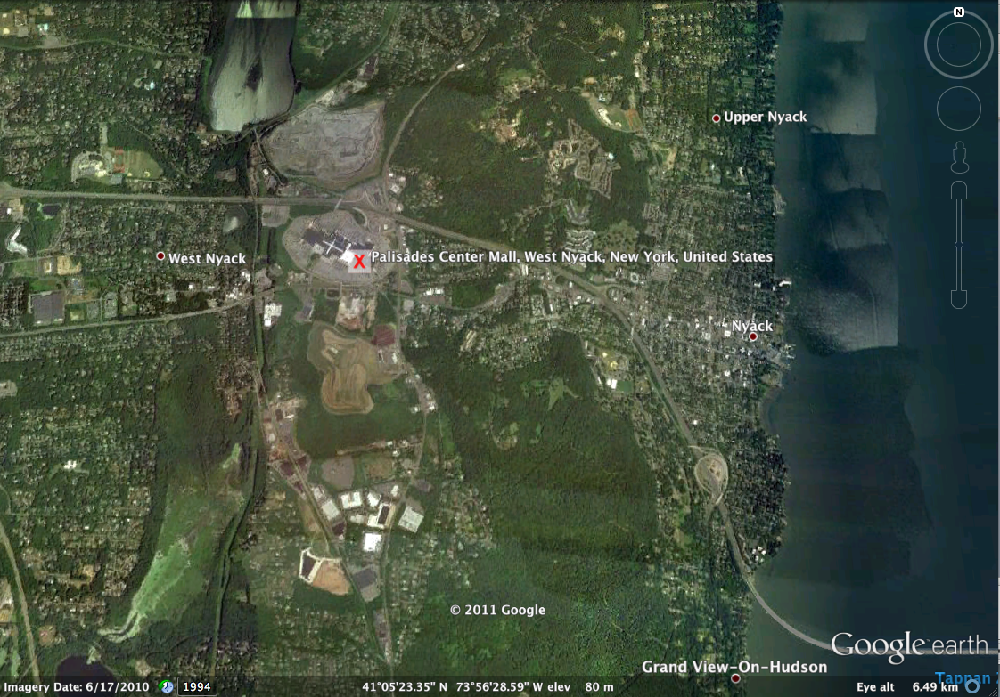 N
Upper Nyack
West Nyack
X Palisades Center Mall, West Nyack, New York, United States
Nyack
© 2011 Google
Google earth
Grand View-On-Hudson
Tappan
Imagery Date: 6/17/2010 1994 41°05'23.35" N 73°56'28.59" W elev 80 m Eye alt 6.49 km